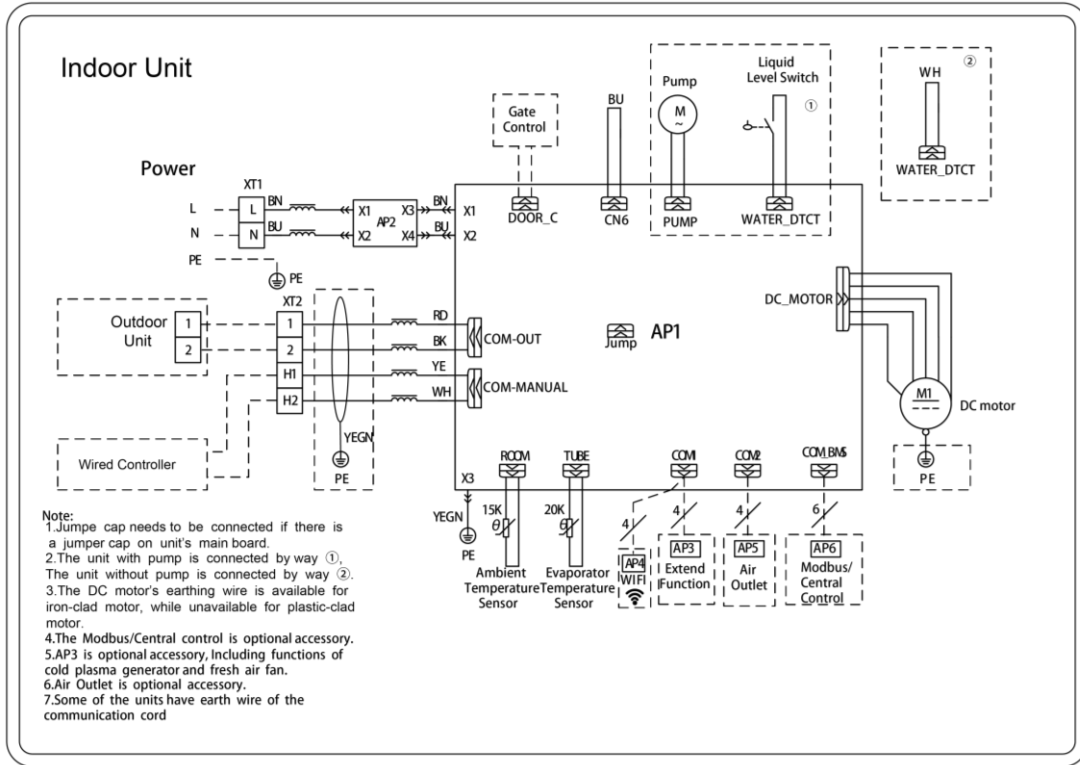 Indoor Unit
Power
XT1
L
L
BN
N
N
BU
PE
PE
X1
X2
AP2
X3
X4
BN
BU
X1
X2
Gate
Control
DOOR_C
BU
CN6
Pump
M
~
PUMP
Liquid
Level Switch
①
WATER_DTCT
②
WH
WATER_DTCT
Outdoor
Unit
1
2
XT2
1
2
H1
H2
RD
BK
YE
WH
COM-OUT
COM-MANUAL
YEGN
PE
Wired Controller
Jump
AP1
DC_MOTOR
M1
DC motor
PE
X3
YEGN
PE
ROOM
15K
θ
Ambient
Temperature
Sensor
TUBE
20K
θ
Evaporator
Temperature
Sensor
COM1
4
AP4
WIFI
4
AP3
Extend
Function
COM2
4
AP5
Air
Outlet
COM_BMS
6
AP6
Modbus/
Central
Control
Note:
1.Jumpe cap needs to be connected if there is
a jumper cap on unit's main board.
2.The unit with pump is connected by way ①,
The unit without pump is connected by way ②.
3.The DC motor's earthing wire is available for
iron-clad motor, while unavailable for plastic-clad
motor.
4.The Modbus/Central control is optional accessory.
5.AP3 is optional accessory, Including functions of
cold plasma generator and fresh air fan.
6.Air Outlet is optional accessory.
7.Some of the units have earth wire of the
communication cord